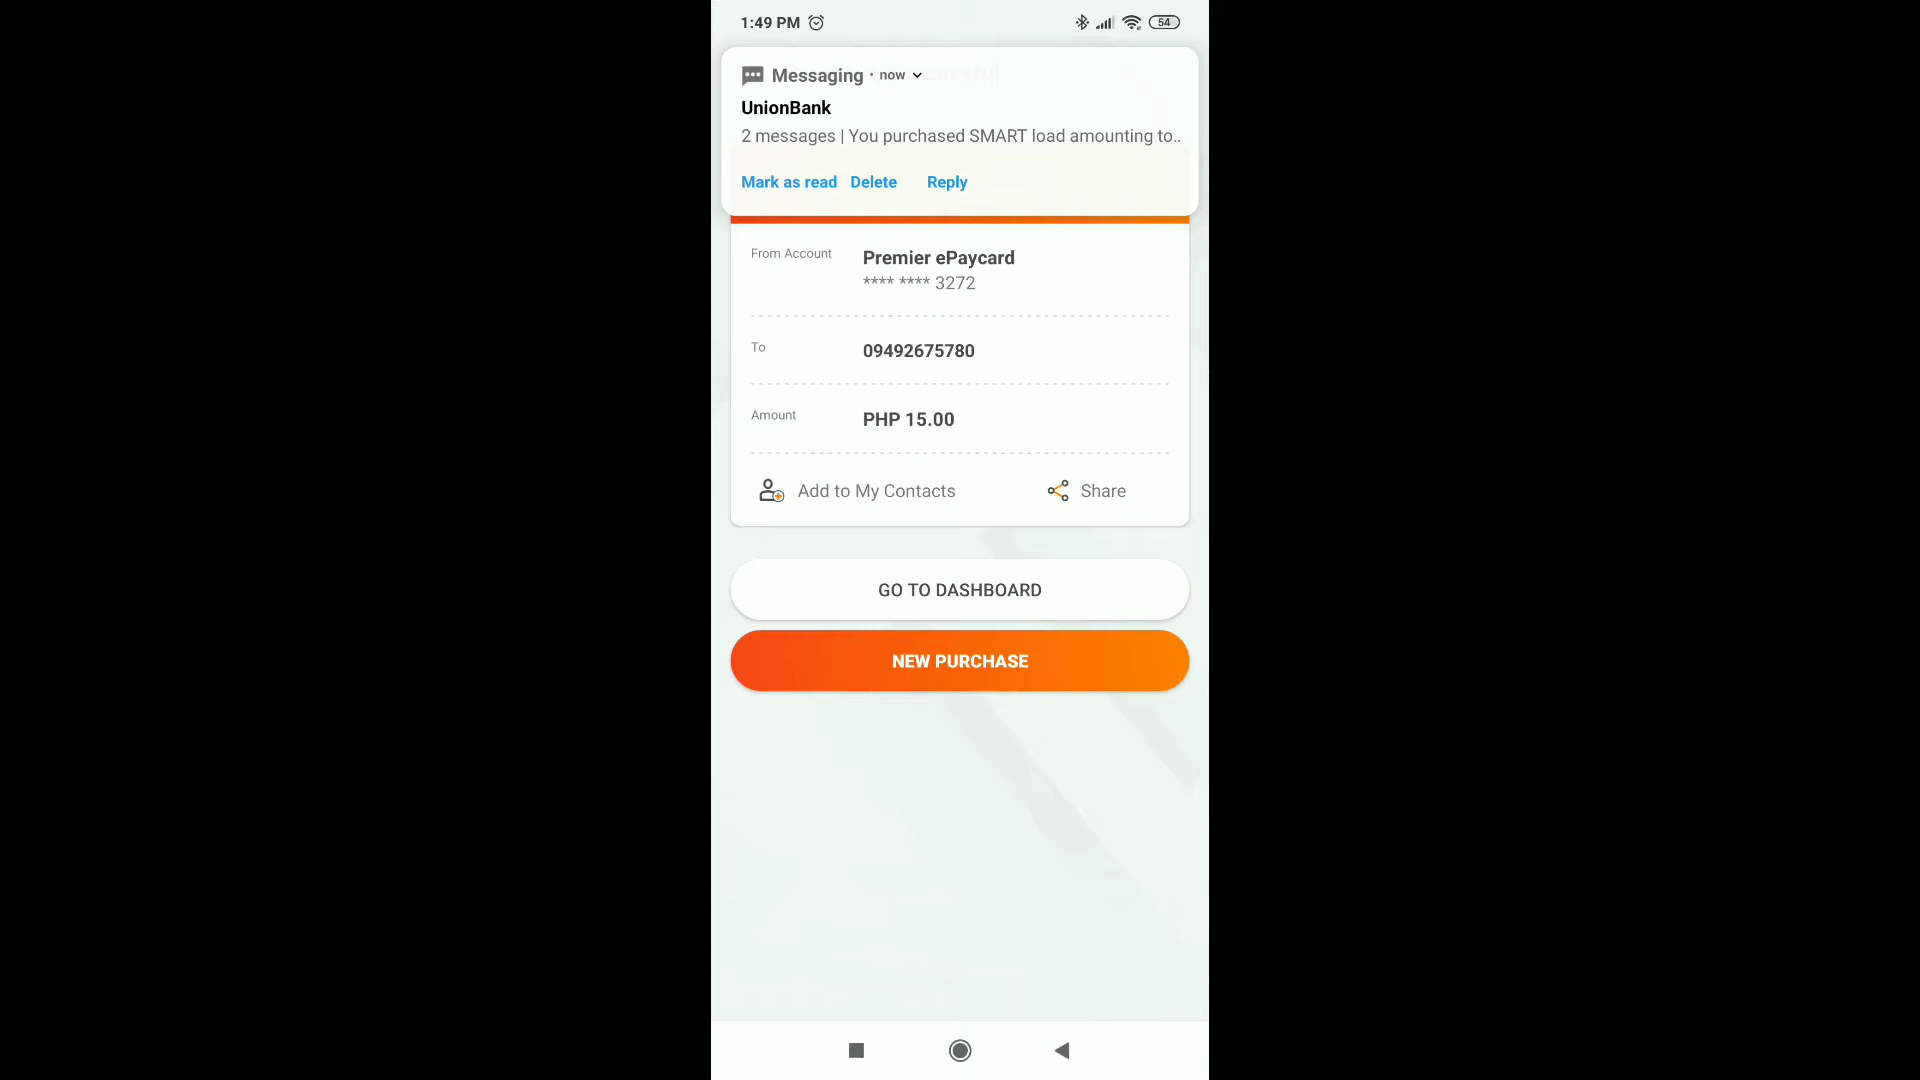 1:49 PM
54
Messaging · now
UnionBank
2 messages | You purchased SMART load amounting to..
Mark as read Delete Reply
From Account Premier ePaycard
**** **** 3272
To 09492675780
Amount PHP 15.00
Add to My Contacts Share
GO TO DASHBOARD
NEW PURCHASE